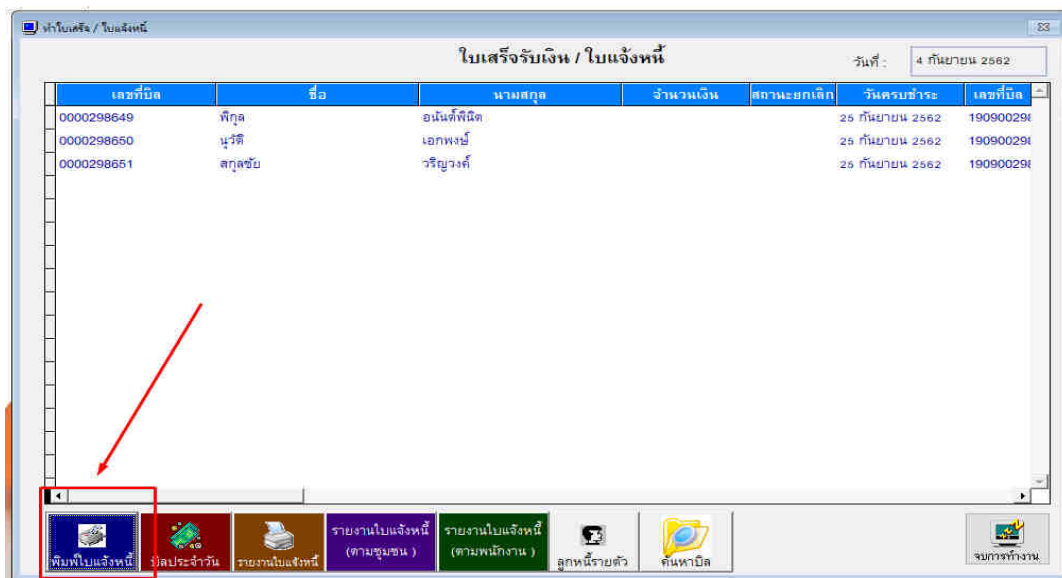 ทำใบเสร็จ / ใบแจ้งหนี้
ใบเสร็จรับเงิน / ใบแจ้งหนี้
วันที่ : 4 กันยายน 2562
เลขที่บิล ชื่อ นามสกุล จำนวนเงิน สถานะยกเลิก วันครบชำระ เลขที่บิล
0000298649 พิกุล อนันต์พินิต 25 กันยายน 2562 190900298
0000298650 นุวัติ เอกพงษ์ 25 กันยายน 2562 190900298
0000298651 สกุลชัย วริญวงค์ 25 กันยายน 2562 190900298
พิมพ์ใบแจ้งหนี้ บิลประจำวัน รายงานใบแจ้งหนี้ รายงานใบแจ้งหนี้ รายงานใบแจ้งหนี้ ลูกหนี้รายตัว ค้นหาบิล จบการทำงาน
(ตามชุมชน ) (ตามพนักงาน )